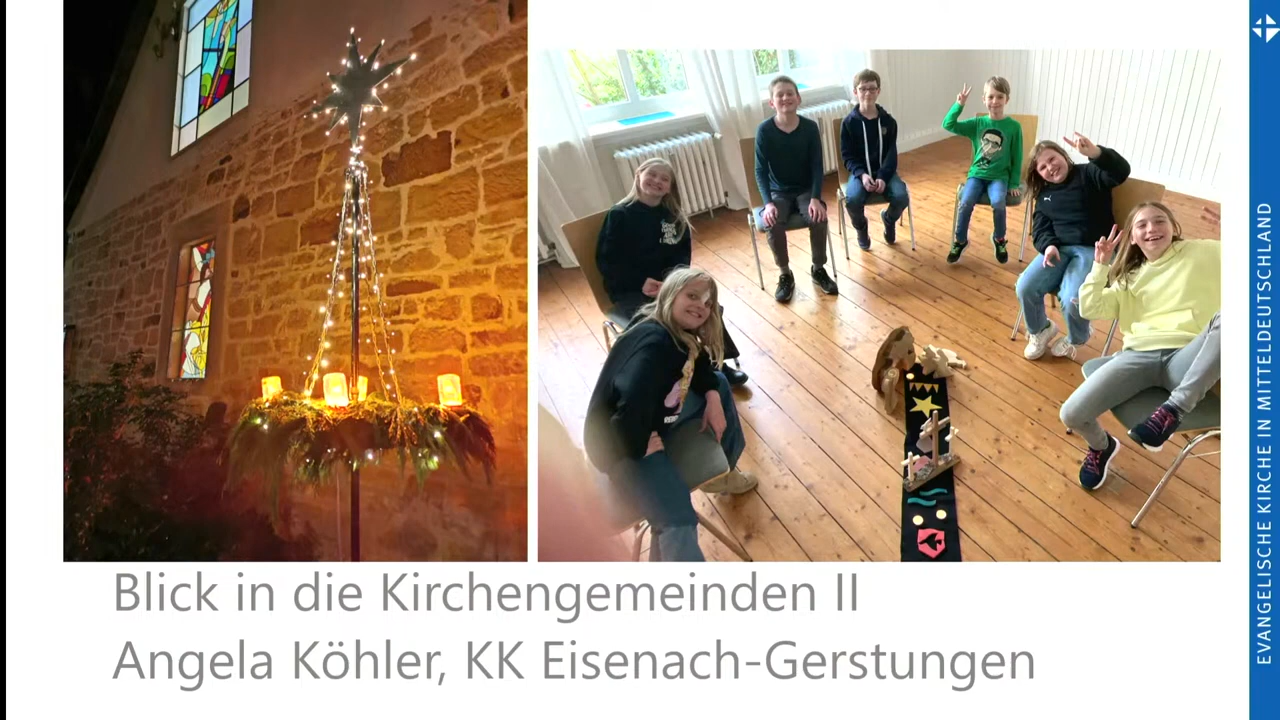 Blick in die Kirchengemeinden II
Angela Köhler, KK Eisenach-Gerstungen
EVANGELISCHE KIRCHE IN MITTELDEUTSCHLAND